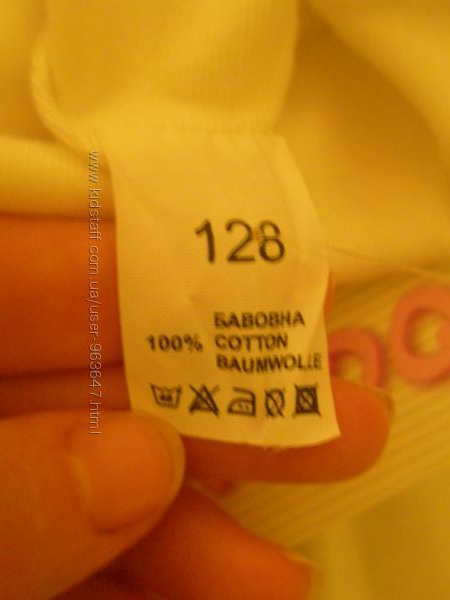 128
100%
БАВОВНА
COTTON
BAUMWOLLE
www.kidstaff.com.ua/user-963647.html